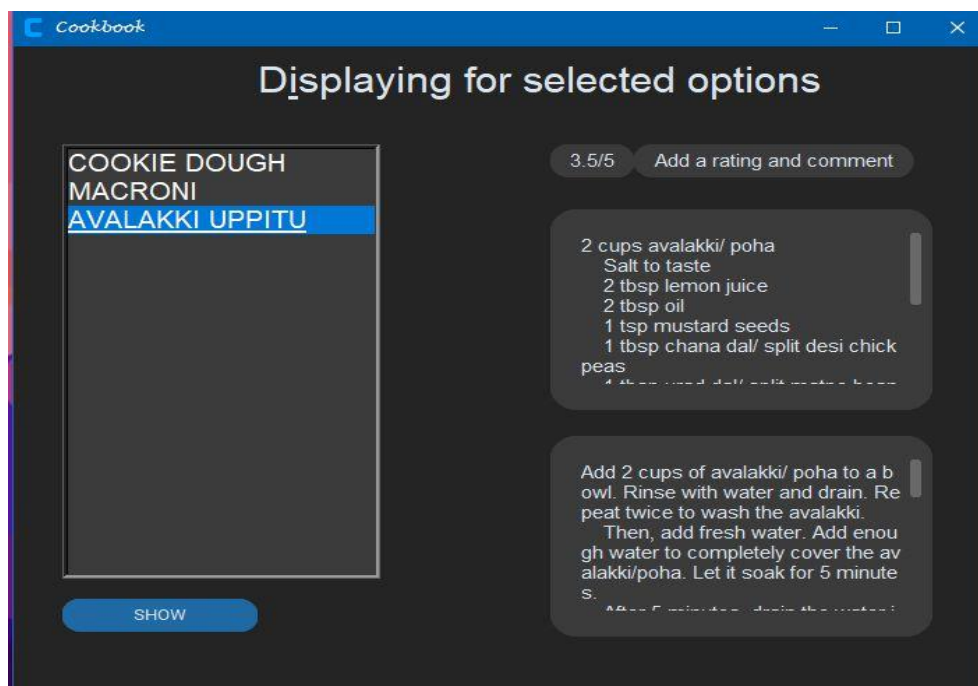 Cookbook
Displaying for selected options
COOKIE DOUGH
MACRONI
AVALAKKI UPPITU
SHOW
3.5/5 Add a rating and comment
2 cups avalakki/ poha
Salt to taste
2 tbsp lemon juice
2 tbsp oil
1 tsp mustard seeds
1 tbsp chana dal/ split desi chick
peas
Add 2 cups of avalakki/ poha to a b
owl. Rinse with water and drain. Re
peat twice to wash the avalakki.
Then, add fresh water. Add enou
gh water to completely cover the av
alakki/poha. Let it soak for 5 minute
s.